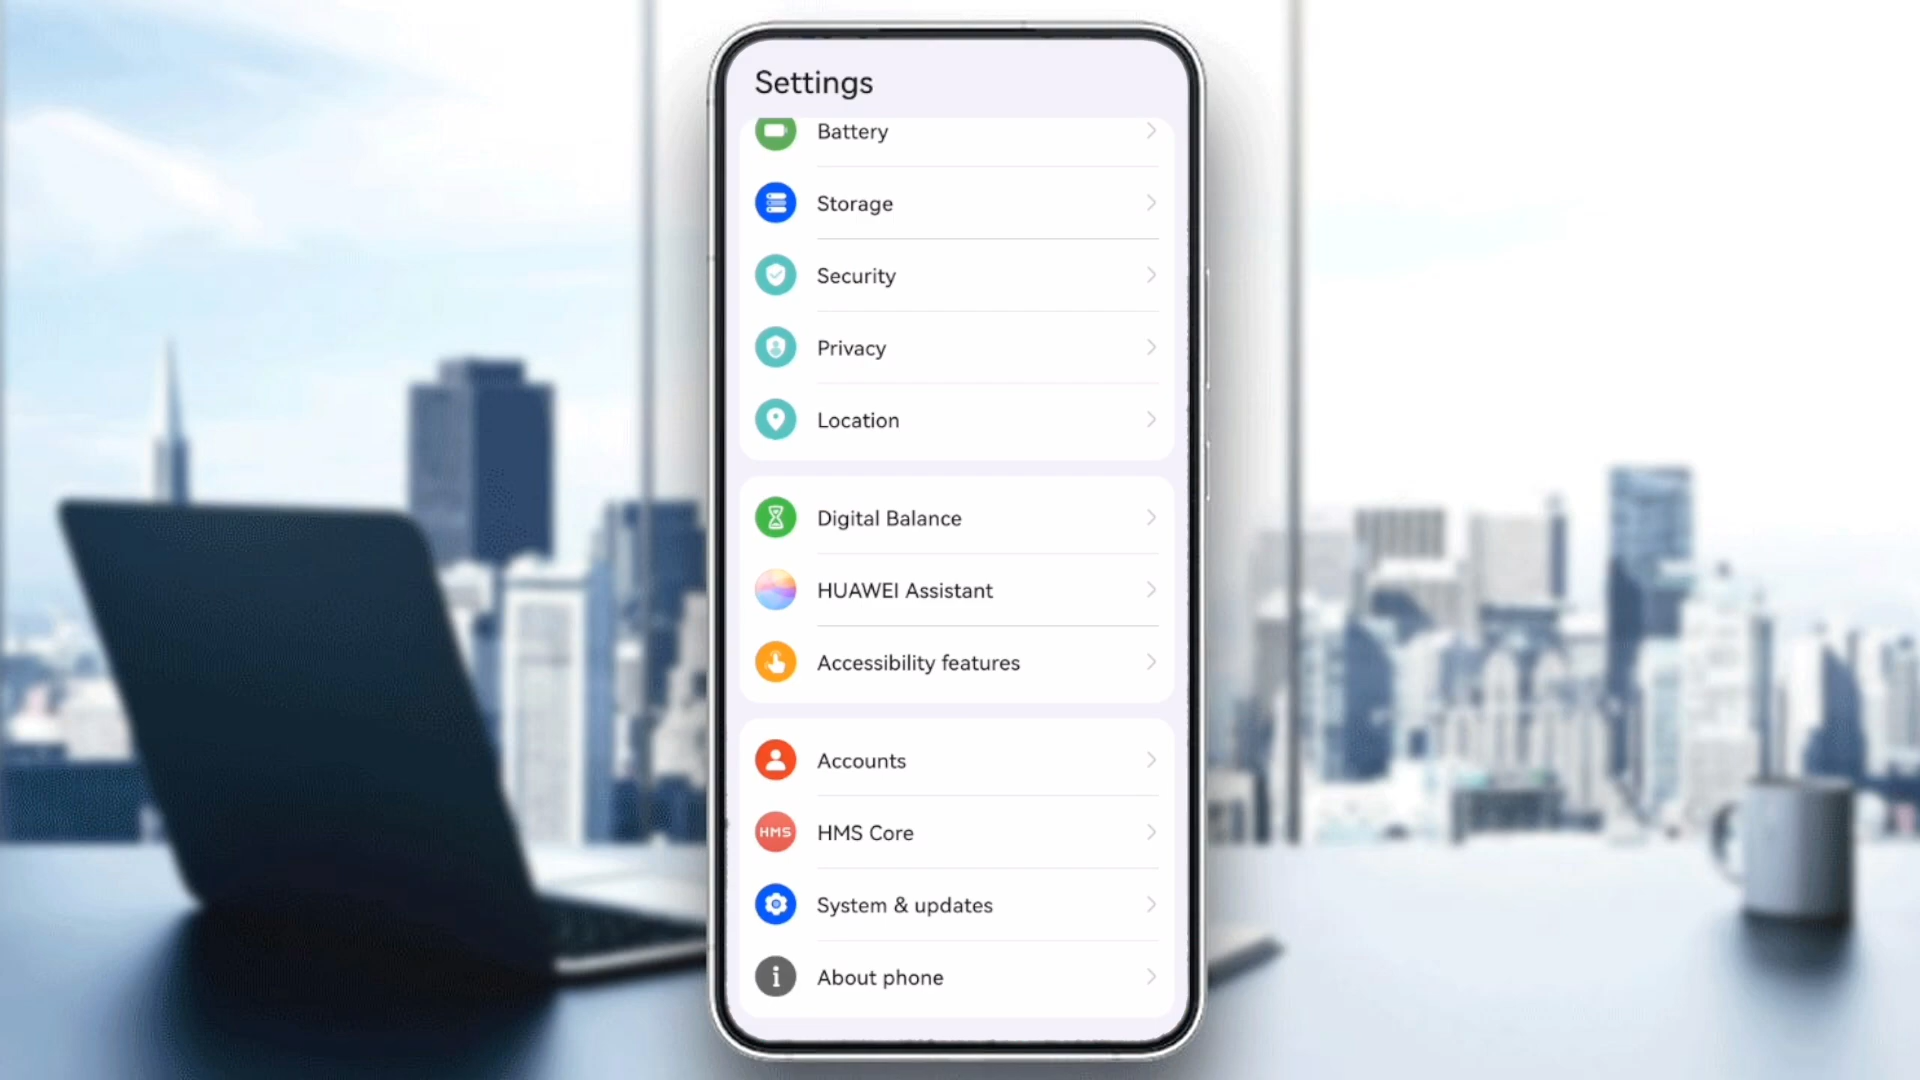 Settings
Battery
Storage
Security
Privacy
Location
Digital Balance
HUAWEI Assistant
Accessibility features
Accounts
HMS
HMS Core
System & updates
About phone